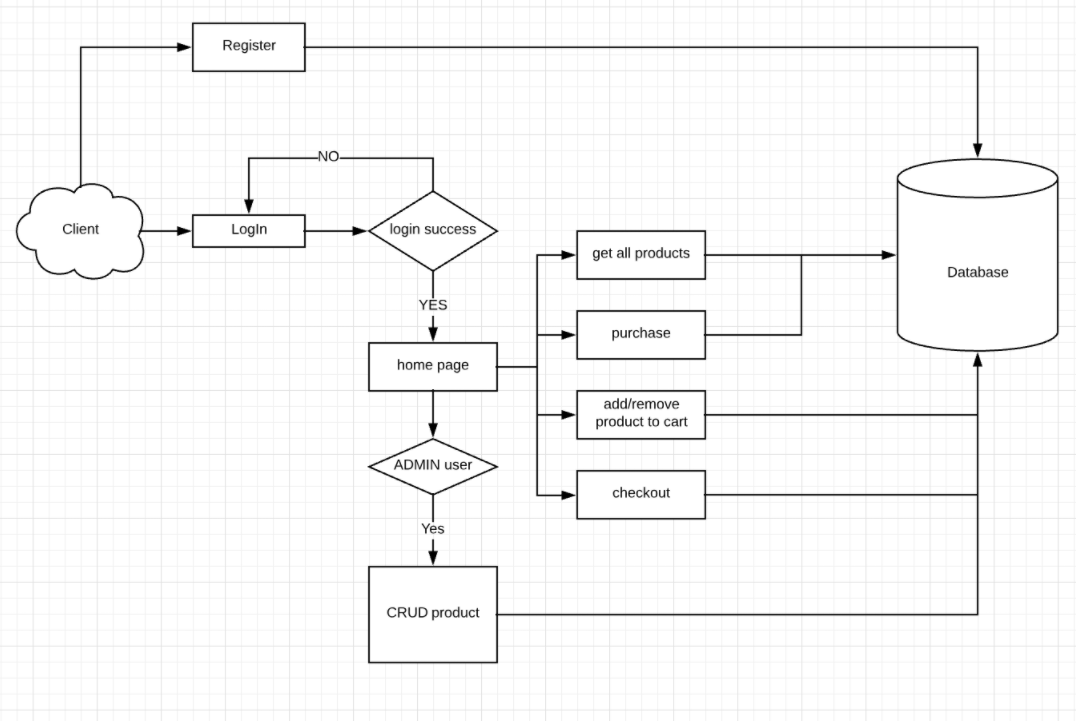 Register
NO
Client
LogIn
login success
get all products
Database
YES
purchase
home page
add/remove
product to cart
ADMIN user
checkout
Yes
CRUD product